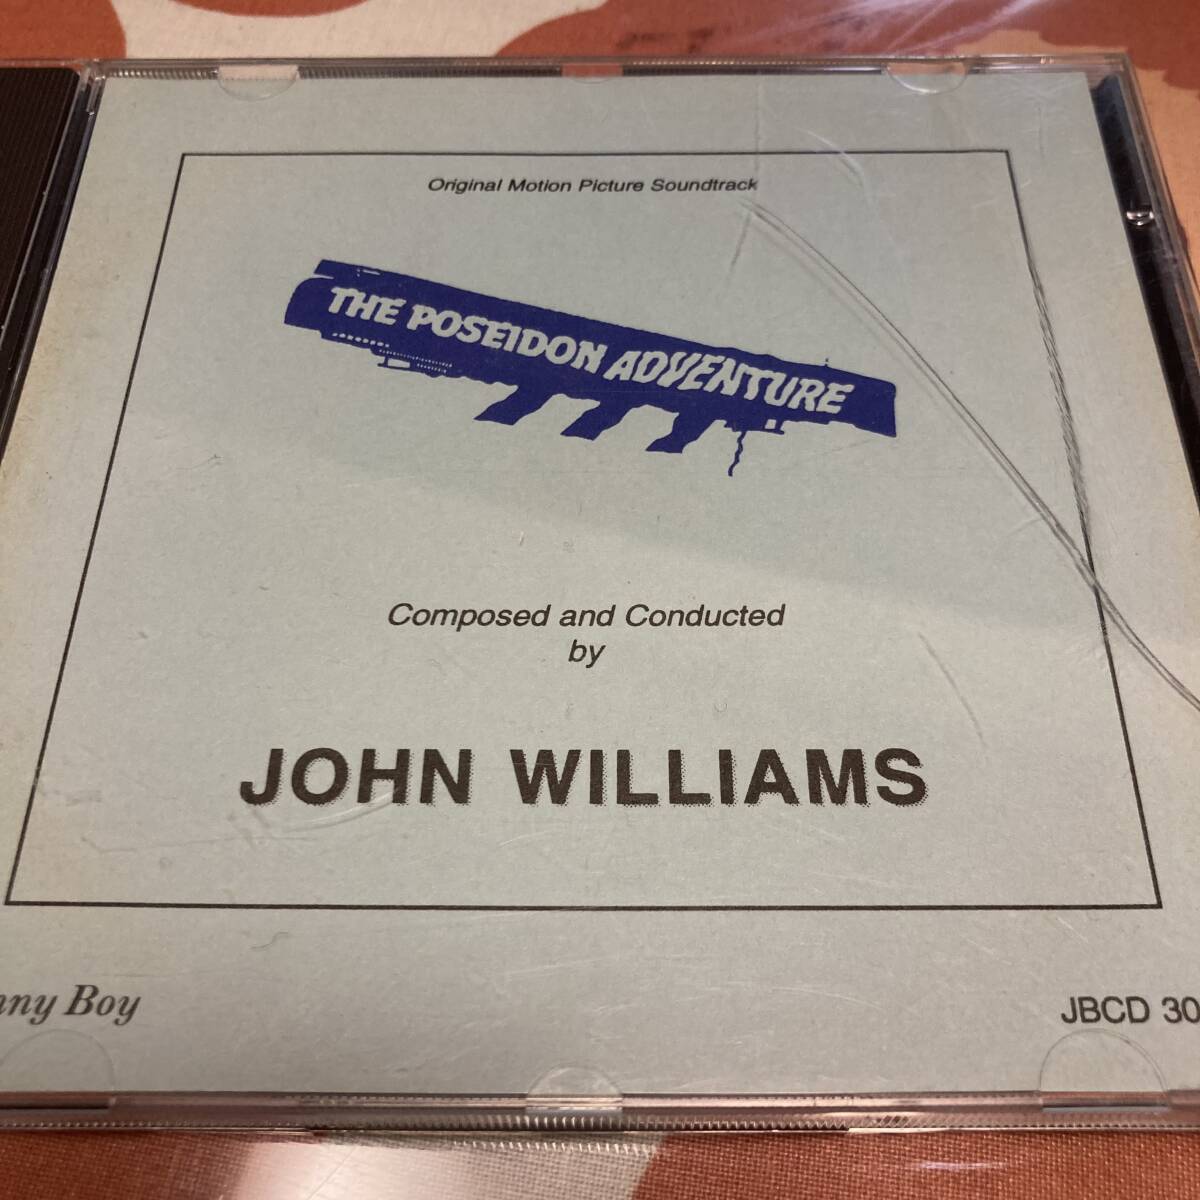 Original Motion Picture Soundtrack
THE POSEIDON ADVENTURE
Composed and Conducted
by
JOHN WILLIAMS
nny Boy
JBCD 30